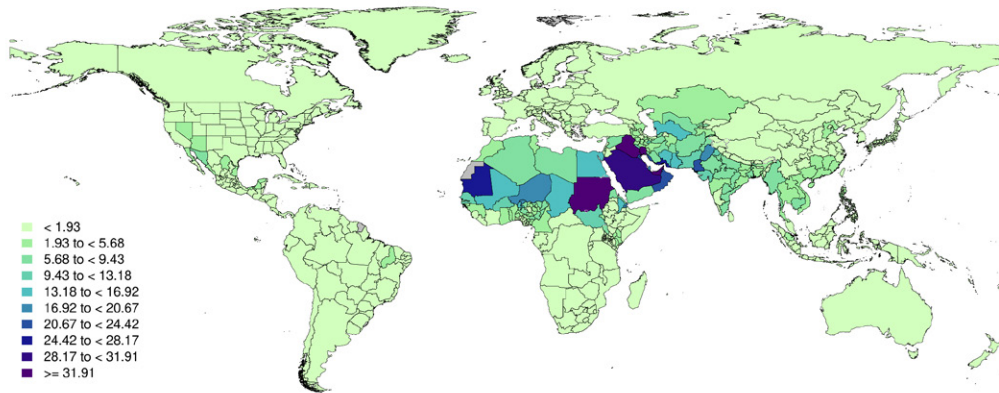 < 1.93
1.93 to < 5.68
5.68 to < 9.43
9.43 to < 13.18
13.18 to < 16.92
16.92 to < 20.67
20.67 to < 24.42
24.42 to < 28.17
28.17 to < 31.91
>= 31.91